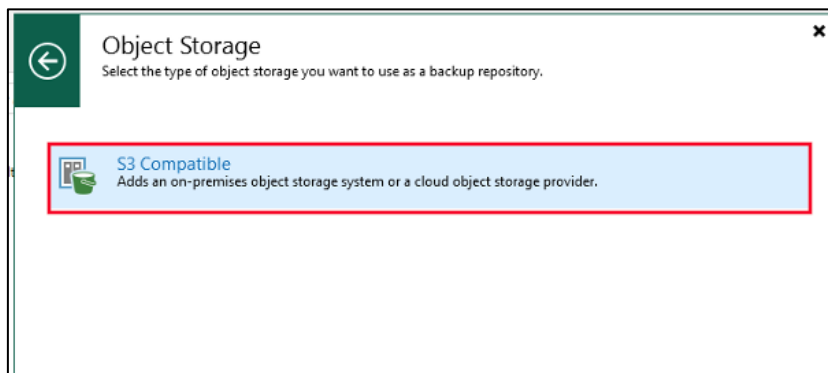 Object Storage
Select the type of object storage you want to use as a backup repository.
S3 Compatible
Adds an on-premises object storage system or a cloud object storage provider.